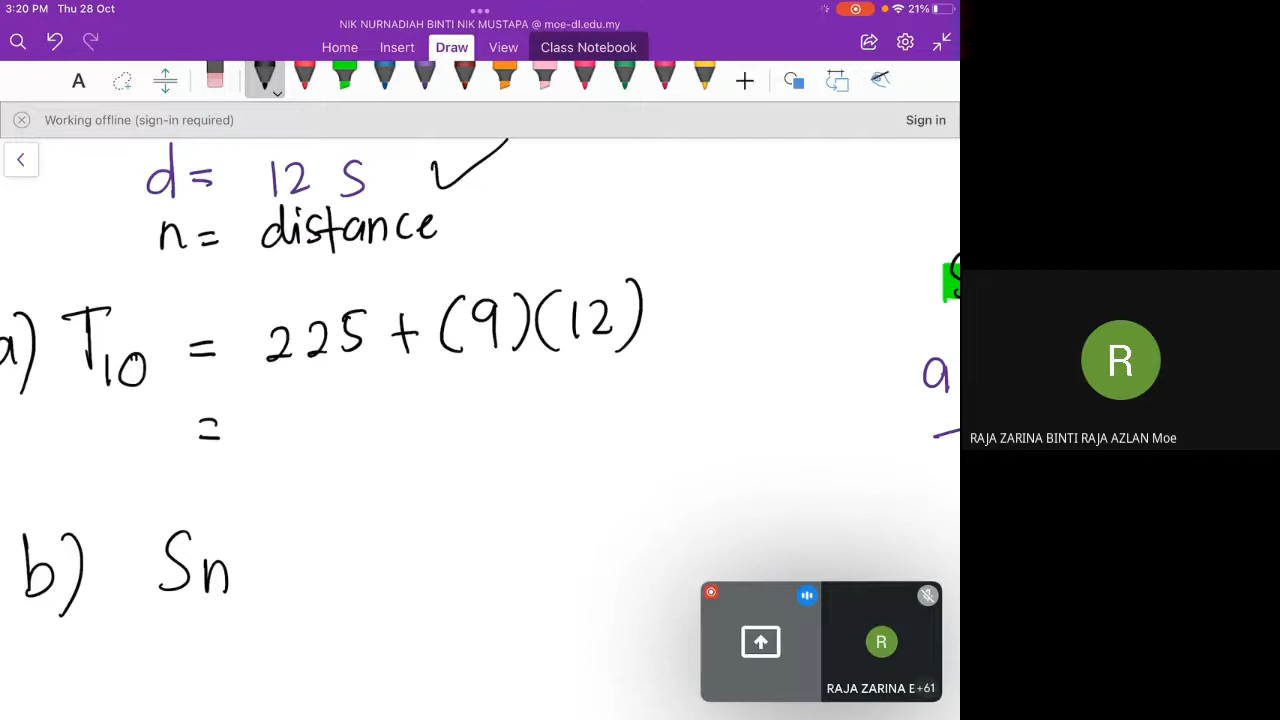 3:20 PM Thu 28 Oct
21%
NIK NURNADIAH BINTI NIK MUSTAPA @ moe-dl.edu.my
Home Insert Draw View Class Notebook
A
Working offline (sign-in required) Sign in
d = 12 s ✓
n = distance
a) T10 = 225 + (9)(12)
=
a
b) Sn
R
RAJA ZARINA BINTI RAJA AZLAN Moe
R
RAJA ZARINA B +61